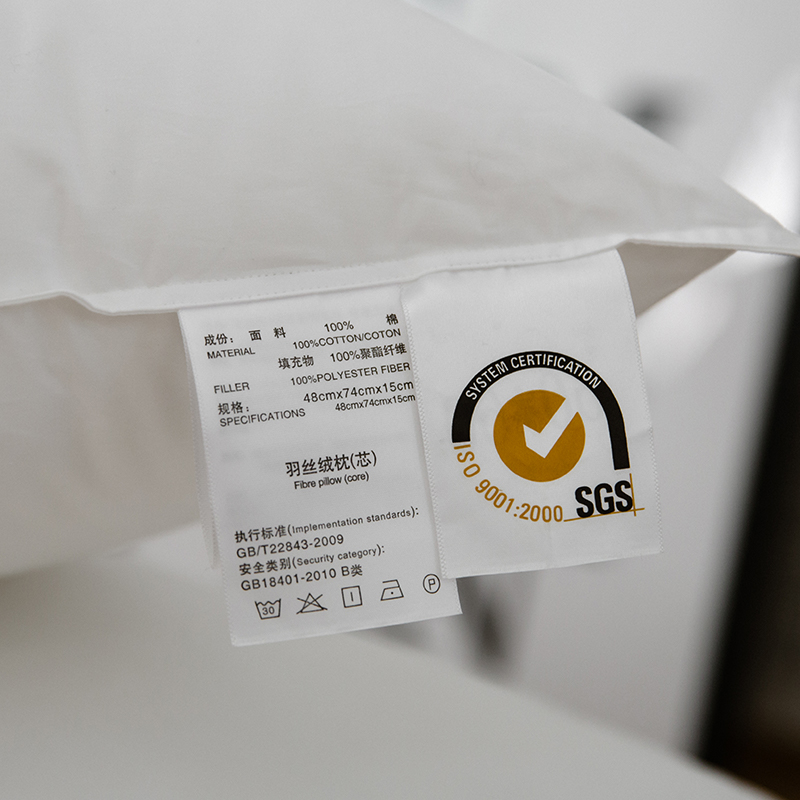 成份: 面 料 100% 棉
MATERIAL 100%COTTON/COTON
填充物 100%聚酯纤维
FILLER 100%POLYESTER FIBER
规格: 48cmx74cmx15cm
SPECIFICATIONS 48cmx74cmx15cm
羽丝绒枕(芯)
Fibre pillow (core)
执行标准(Implementation standards):
GB/T22843-2009
安全类别(Security category):
GB18401-2010 B类
30
P
SYSTEM CERTIFICATION
ISO 9001:2000
SGS